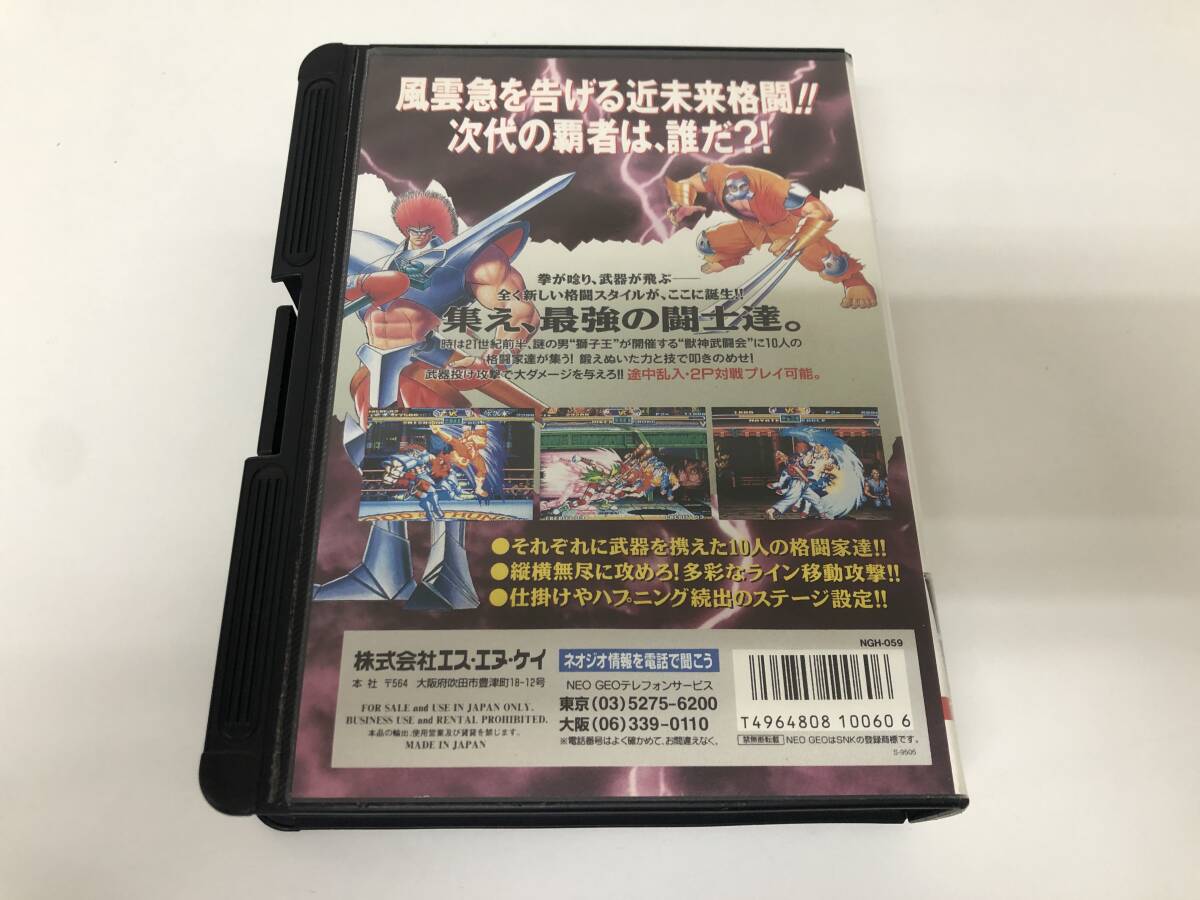 風雲急を告げる近未来格闘!!
次代の覇者は、誰だ?!
拳が唸り、武器が飛ぶ――
全く新しい格闘スタイルが、ここに誕生!!
集え、最強の闘士達。
時は21世紀前半、謎の男“獅子王”が開催する“獣神武闘会”に10人の
格闘家達が集う!鍛えぬいた力と技で叩きのめせ!
武器投げ攻撃で大ダメージを与えろ!!途中乱入・2P対戦プレイ可能。
●それぞれに武器を携えた10人の格闘家達!!
●縦横無尽に攻めろ!多彩なライン移動攻撃!!
●仕掛けやハプニング続出のステージ設定!!
株式会社エス・エヌ・ケイ
本社 〒564 大阪府吹田市豊津町18-12号
FOR SALE and USE IN JAPAN ONLY.
BUSINESS USE and RENTAL PROHIBITED.
本品の輸出、使用営業及び賃貸を禁じます。
MADE IN JAPAN
ネオジオ情報を電話で聞こう
NEO GEOテレフォンサービス
東京(03)5275-6200
大阪(06)339-0110
※電話番号はよく確かめて、お間違えなく。
NGH-059
T4964808 10060 6
禁無断転載 NEO GEOはSNKの登録商標です。
S-9505